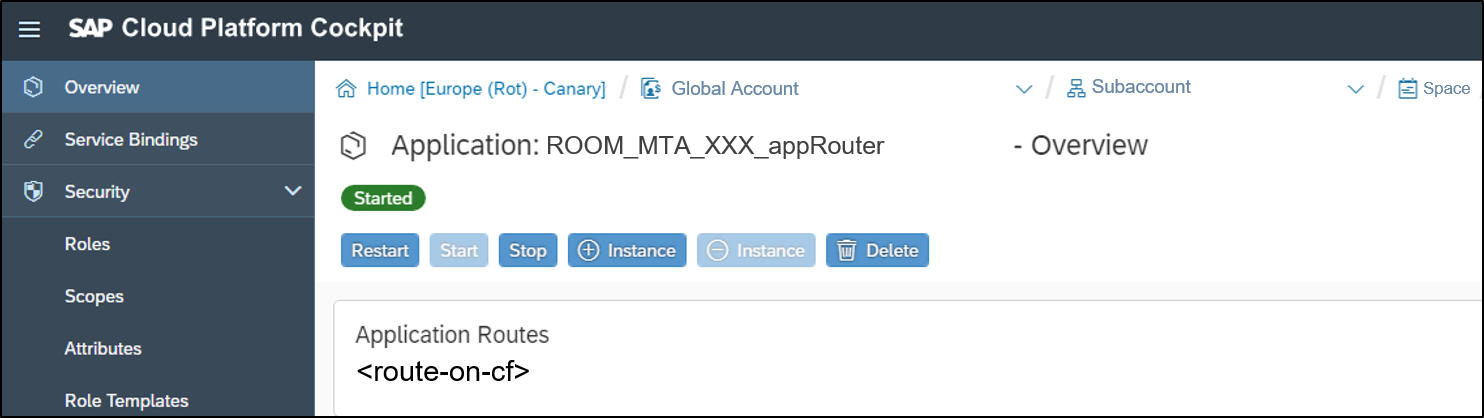 SAP Cloud Platform Cockpit
Overview
Service Bindings
Security
Roles
Scopes
Attributes
Role Templates
Home [Europe (Rot) - Canary] / Global Account / Subaccount / Space
Application: ROOM_MTA_XXX_appRouter - Overview
Started
Restart Start Stop Instance Instance Delete
Application Routes
<route-on-cf>